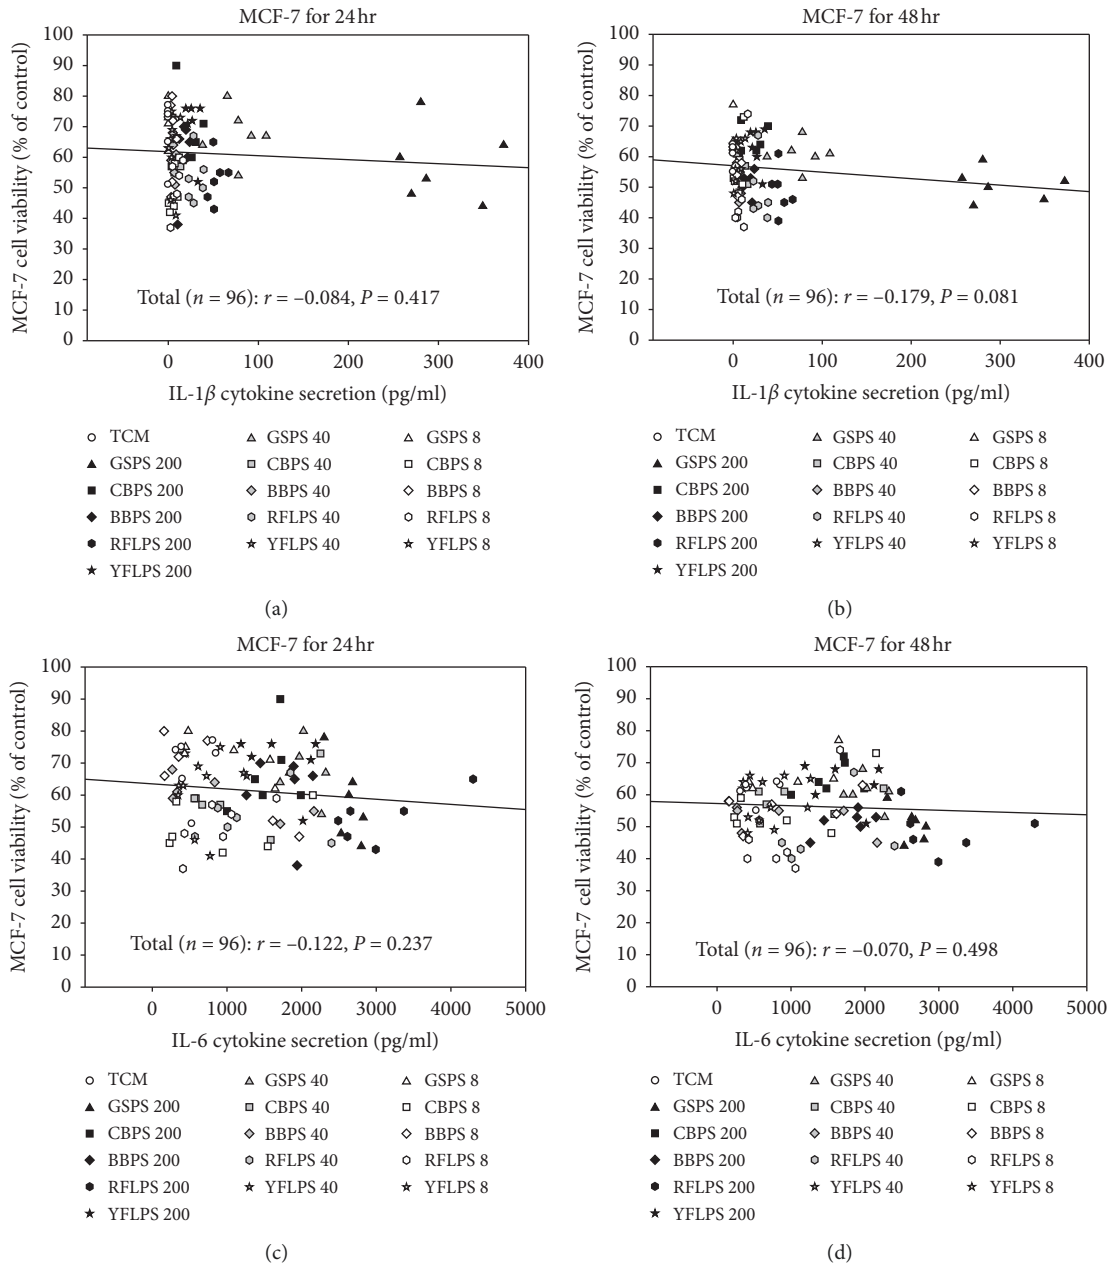 MCF-7 for 24 hr
MCF-7 cell viability (% of control)
100
90
80
70
60
50
40
30
20
10
0
Total (n = 96): r = –0.084, P = 0.417
0 100 200 300 400
IL-1β cytokine secretion (pg/ml)
TCM GSPS 40 GSPS 8
GSPS 200 CBPS 40 CBPS 8
CBPS 200 BBPS 40 BBPS 8
BBPS 200 RFLPS 40 RFLPS 8
RFLPS 200 YFLPS 40 YFLPS 8
YFLPS 200
(a)
MCF-7 for 48 hr
MCF-7 cell viability (% of control)
100
90
80
70
60
50
40
30
20
10
0
Total (n = 96): r = –0.179, P = 0.081
0 100 200 300 400
IL-1β cytokine secretion (pg/ml)
TCM GSPS 40 GSPS 8
GSPS 200 CBPS 40 CBPS 8
CBPS 200 BBPS 40 BBPS 8
BBPS 200 RFLPS 40 RFLPS 8
RFLPS 200 YFLPS 40 YFLPS 8
YFLPS 200
(b)
MCF-7 for 24 hr
MCF-7 cell viability (% of control)
100
90
80
70
60
50
40
30
20
10
0
Total (n = 96): r = –0.122, P = 0.237
0 1000 2000 3000 4000 5000
IL-6 cytokine secretion (pg/ml)
TCM GSPS 40 GSPS 8
GSPS 200 CBPS 40 CBPS 8
CBPS 200 BBPS 40 BBPS 8
BBPS 200 RFLPS 40 RFLPS 8
RFLPS 200 YFLPS 40 YFLPS 8
YFLPS 200
(c)
MCF-7 for 48 hr
MCF-7 cell viability (% of control)
100
90
80
70
60
50
40
30
20
10
0
Total (n = 96): r = –0.070, P = 0.498
0 1000 2000 3000 4000 5000
IL-6 cytokine secretion (pg/ml)
TCM GSPS 40 GSPS 8
GSPS 200 CBPS 40 CBPS 8
CBPS 200 BBPS 40 BBPS 8
BBPS 200 RFLPS 40 RFLPS 8
RFLPS 200 YFLPS 40 YFLPS 8
YFLPS 200
(d)